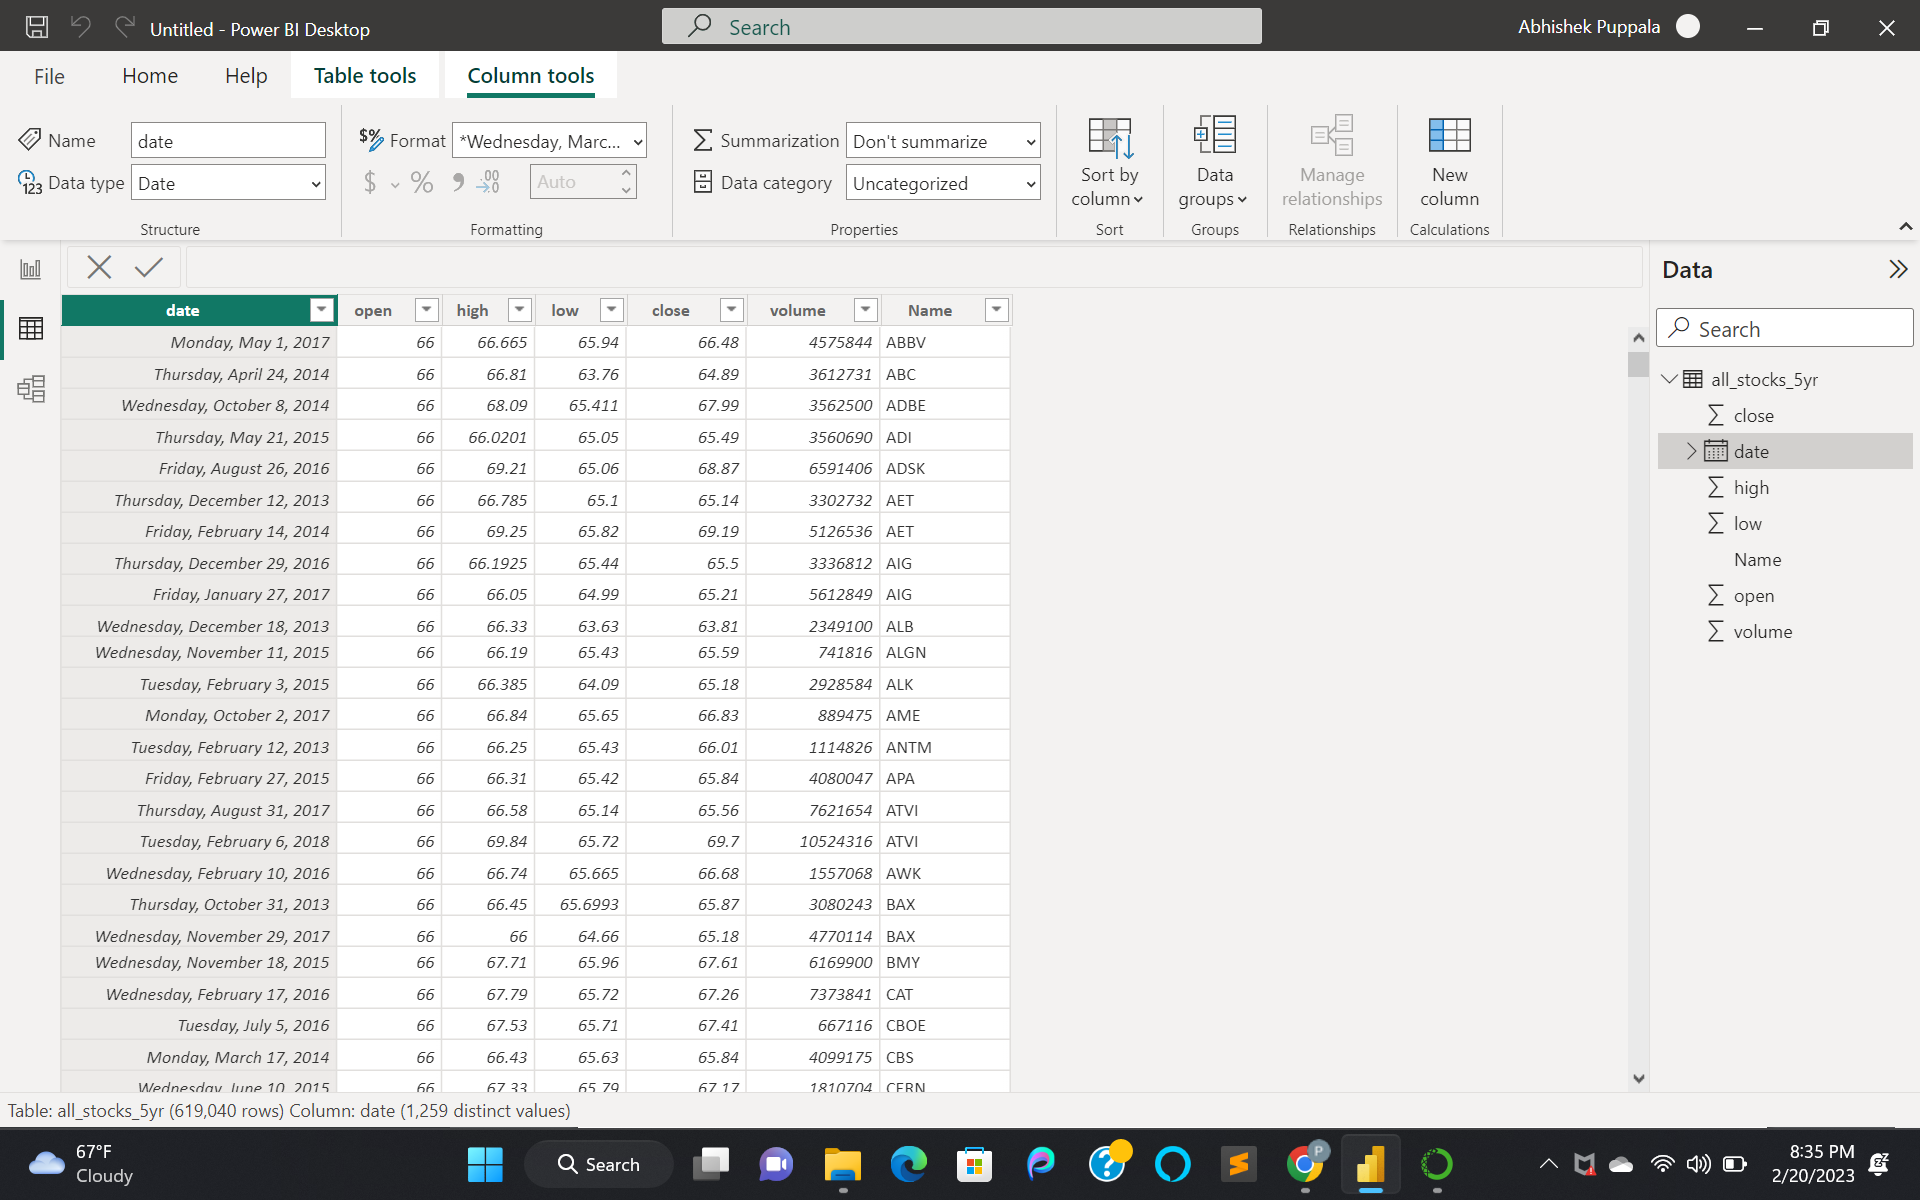 Untitled - Power BI Desktop
Search
Abhishek Puppala
File Home Help Table tools Column tools
Name date
Data type Date
Structure
$% Format *Wednesday, Marc...
$ % 9 .00 Auto
Formatting
Summarization Don't summarize
Data category Uncategorized
Properties
Sort by column
Sort
Data groups
Groups
Manage relationships
Relationships
New column
Calculations
date open high low close volume Name
Monday, May 1, 2017 66 66.665 65.94 66.48 4575844 ABBV
Thursday, April 24, 2014 66 66.81 63.76 64.89 3612731 ABC
Wednesday, October 8, 2014 66 68.09 65.411 67.99 3562500 ADBE
Thursday, May 21, 2015 66 66.0201 65.05 65.49 3560690 ADI
Friday, August 26, 2016 66 69.21 65.06 68.87 6591406 ADSK
Thursday, December 12, 2013 66 66.785 65.1 65.14 3302732 AET
Friday, February 14, 2014 66 69.25 65.82 69.19 5126536 AET
Thursday, December 29, 2016 66 66.1925 65.44 65.5 3336812 AIG
Friday, January 27, 2017 66 66.05 64.99 65.21 5612849 AIG
Wednesday, December 18, 2013 66 66.33 63.63 63.81 2349100 ALB
Wednesday, November 11, 2015 66 66.19 65.43 65.59 741816 ALGN
Tuesday, February 3, 2015 66 66.385 64.09 65.18 2928584 ALK
Monday, October 2, 2017 66 66.84 65.65 66.83 889475 AME
Tuesday, February 12, 2013 66 66.25 65.43 66.01 1114826 ANTM
Friday, February 27, 2015 66 66.31 65.42 65.84 4080047 APA
Thursday, August 31, 2017 66 66.58 65.14 65.56 7621654 ATVI
Tuesday, February 6, 2018 66 69.84 65.72 69.7 10524316 ATVI
Wednesday, February 10, 2016 66 66.74 65.665 66.68 1557068 AWK
Thursday, October 31, 2013 66 66.45 65.6993 65.87 3080243 BAX
Wednesday, November 29, 2017 66 66 64.66 65.18 4770114 BAX
Wednesday, November 18, 2015 66 67.71 65.96 67.61 6169900 BMY
Wednesday, February 17, 2016 66 67.79 65.72 67.26 7373841 CAT
Tuesday, July 5, 2016 66 67.53 65.71 67.41 667116 CBOE
Monday, March 17, 2014 66 66.43 65.63 65.84 4099175 CBS
Wednesday, June 10, 2015 66 67.33 65.79 67.17 1810704 CERN
Data
Search
all_stocks_5yr
close
date
high
low
Name
open
volume
Table: all_stocks_5yr (619,040 rows) Column: date (1,259 distinct values)
67°F
Cloudy
Search
8:35 PM
2/20/2023